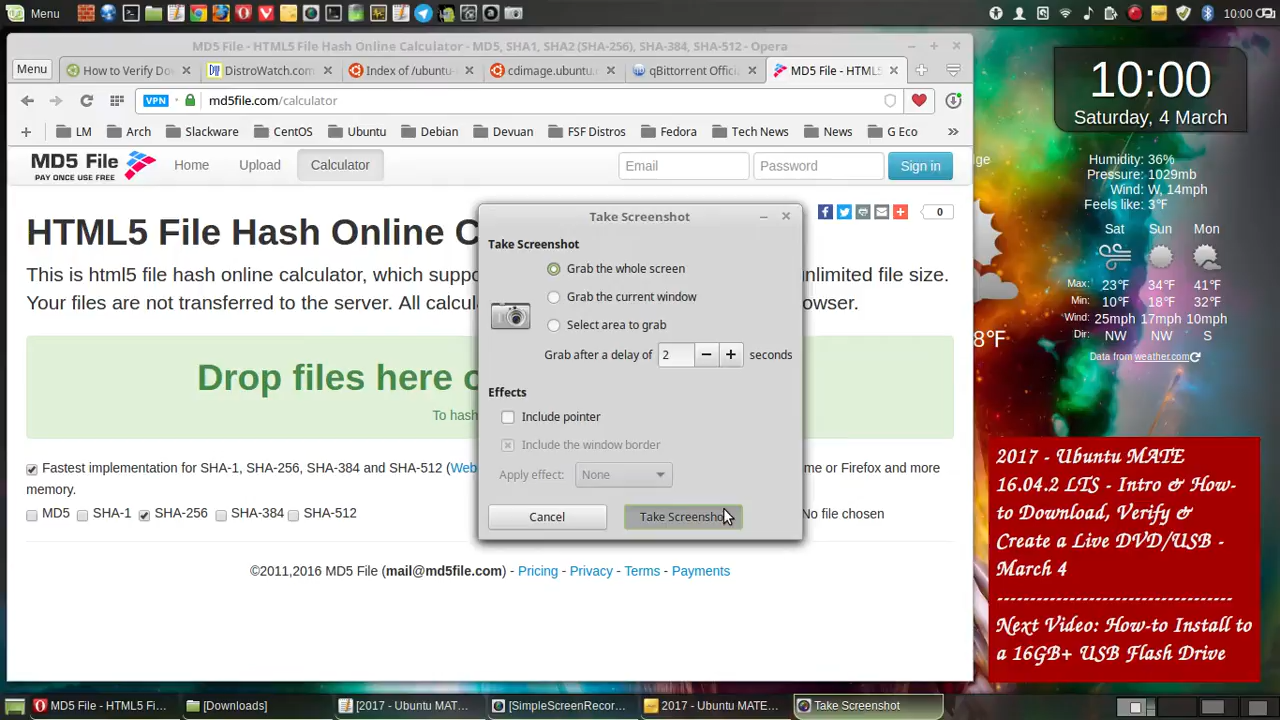 Menu
10:00
MD5 File - HTML5 File Hash Online Calculator - MD5, SHA1, SHA2 (SHA-256), SHA-384, SHA-512 - Opera
Menu
How to Verify Do
DistroWatch.com
Index of /ubuntu-
cdimage.ubuntu.c
qBittorrent Offici
MD5 File - HTML5
VPN
md5file.com/calculator
LM
Arch
Slackware
CentOS
Ubuntu
Debian
Devuan
FSF Distros
Fedora
Tech News
News
G Eco
»
MD5 File
PAY ONCE USE FREE
Home
Upload
Calculator
Email
Password
Sign in
0
HTML5 File Hash Online C
This is html5 file hash online calculator, which suppo
unlimited file size.
Your files are not transferred to the server. All calcul
owser.
Drop files here o
To hash
Fastest implementation for SHA-1, SHA-256, SHA-384 and SHA-512 (Web
ome or Firefox and more
memory.
MD5
SHA-1
SHA-256
SHA-384
SHA-512
No file chosen
©2011,2016 MD5 File (mail@md5file.com) - Pricing - Privacy - Terms - Payments
Take Screenshot
Take Screenshot
Grab the whole screen
Grab the current window
Select area to grab
Grab after a delay of 2 seconds
Effects
Include pointer
Include the window border
Apply effect: None
Cancel
Take Screensho
10:00
Saturday, 4 March
Humidity: 36%
Pressure: 1029mb
Wind: W, 14mph
Feels like: 3°F
8°F
Sat Sun Mon
Max: 23°F 34°F 41°F
Min: 10°F 18°F 32°F
Wind: 25mph 17mph 10mph
Dir: NW NW S
Data from weather.com
2017 - Ubuntu MATE
16.04.2 LTS - Intro & How-
to Download, Verify &
Create a Live DVD/USB -
March 4
----------------------------------
Next Video: How-to Install to
a 16GB+ USB Flash Drive
MD5 File - HTML5 Fi...
[Downloads]
[2017 - Ubuntu MAT...
[SimpleScreenRecor...
2017 - Ubuntu MATE...
Take Screenshot